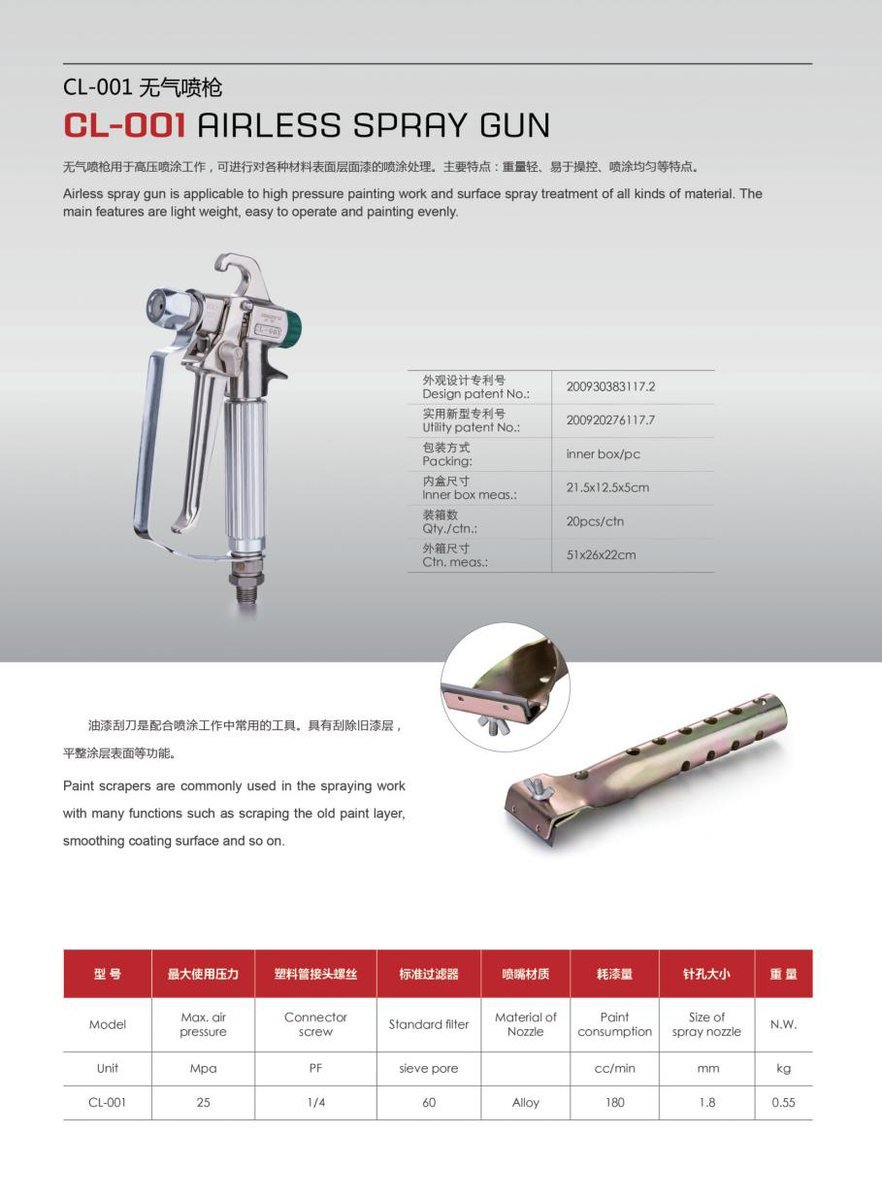 CL-001 无气喷枪
CL-001 AIRLESS SPRAY GUN
无气喷枪用于高压喷涂工作，可进行对各种材料表面层面漆的喷涂处理。主要特点：重量轻、易于操控、喷涂均匀等特点。
Airless spray gun is applicable to high pressure painting work and surface spray treatment of all kinds of material. The
main features are light weight, easy to operate and painting evenly.
CL-001
外观设计专利号
Design patent No.:
200930383117.2
实用新型专利号
Utility patent No.:
200920276117.7
包装方式
Packing:
inner box/pc
内盒尺寸
Inner box meas.:
21.5x12.5x5cm
装箱数
Qty./ctn.:
20pcs/ctn
外箱尺寸
Ctn. meas.:
51x26x22cm
油漆刮刀是配合喷涂工作中常用的工具。具有刮除旧漆层，
平整涂层表面等功能。
Paint scrapers are commonly used in the spraying work
with many functions such as scraping the old paint layer,
smoothing coating surface and so on.
型 号 最大使用压力 塑料管接头螺丝 标准过滤器 喷嘴材质 耗漆量 针孔大小 重 量
Model Max. air pressure Connector screw Standard filter Material of Nozzle Paint consumption Size of spray nozzle N.W.
Unit Mpa PF sieve pore cc/min mm kg
CL-001 25 1/4 60 Alloy 180 1.8 0.55